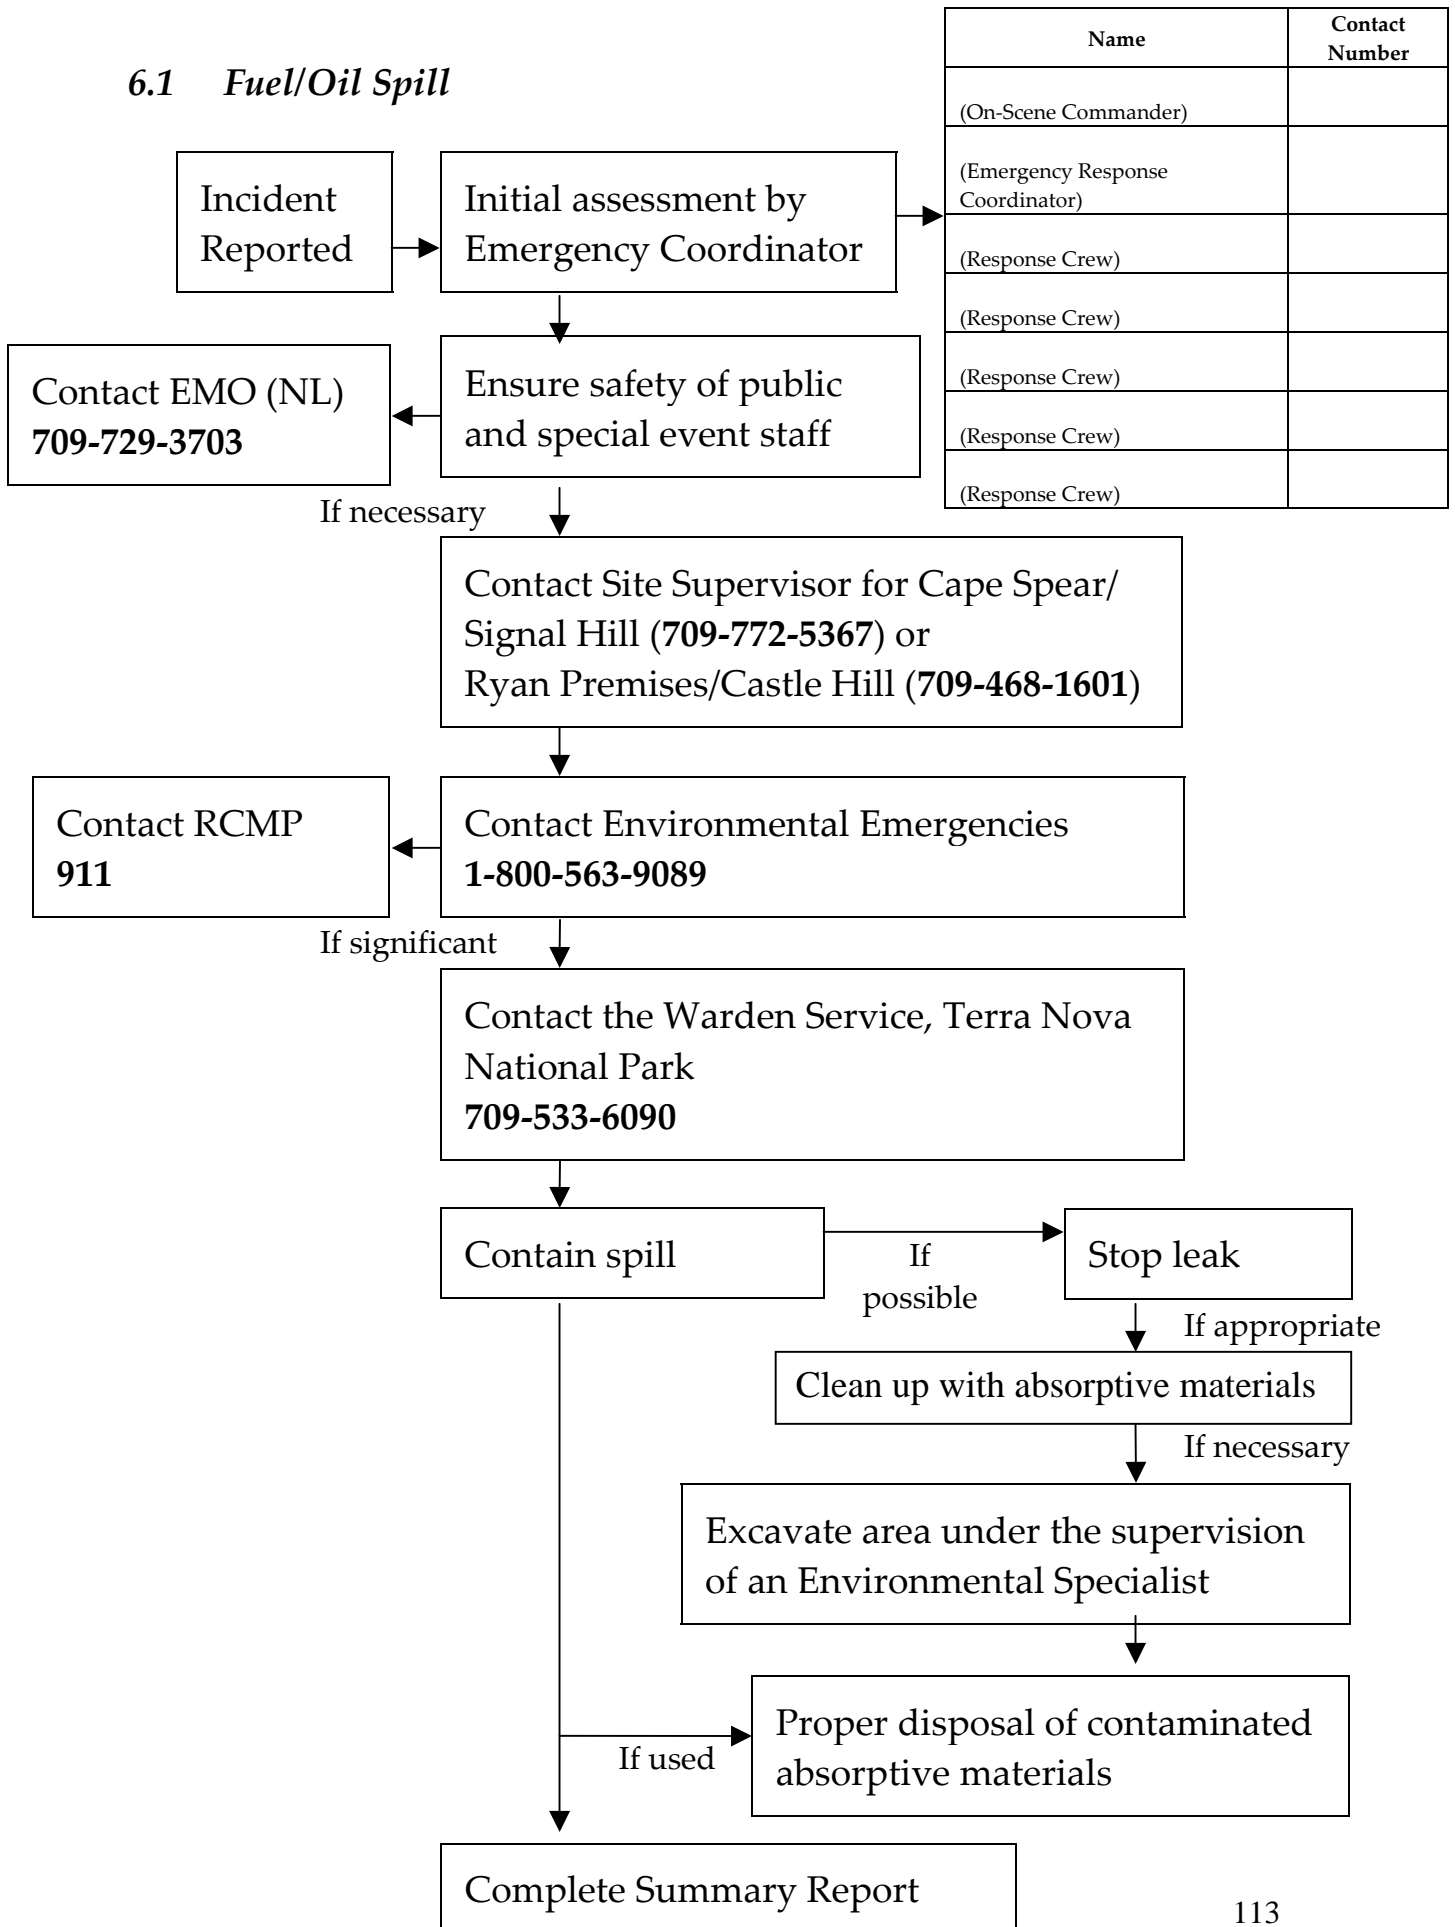 6.1 Fuel/Oil Spill
Name
Contact
Number
(On-Scene Commander)
(Emergency Response
Coordinator)
(Response Crew)
(Response Crew)
(Response Crew)
(Response Crew)
(Response Crew)
Incident
Reported
Initial assessment by
Emergency Coordinator
Contact EMO (NL)
709-729-3703
Ensure safety of public
and special event staff
If necessary
Contact Site Supervisor for Cape Spear/
Signal Hill (709-772-5367) or
Ryan Premises/Castle Hill (709-468-1601)
Contact RCMP
911
Contact Environmental Emergencies
1-800-563-9089
If significant
Contact the Warden Service, Terra Nova
National Park
709-533-6090
Contain spill
If
possible
Stop leak
If appropriate
Clean up with absorptive materials
If necessary
Excavate area under the supervision
of an Environmental Specialist
Proper disposal of contaminated
absorptive materials
If used
Complete Summary Report
113